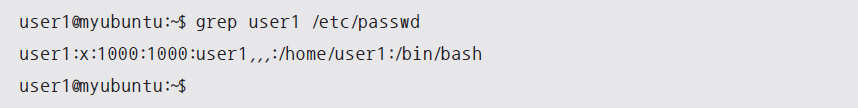 user1@myubuntu:~$ grep user1 /etc/passwd
user1:x:1000:1000:user1,,,:/home/user1:/bin/bash
user1@myubuntu:~$